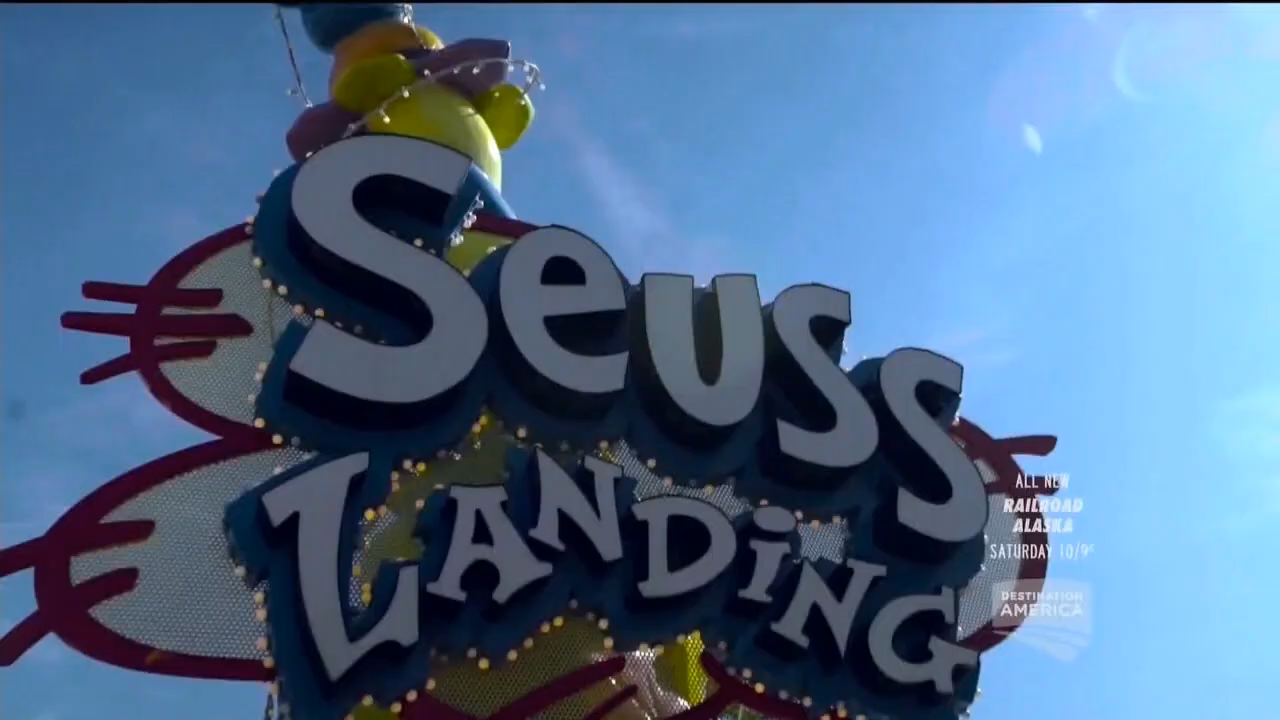 Seuss
LANDiNG
ALL NEW
RAILROAD
ALASKA
SATURDAY 10/9c
DESTINATION
AMERICA